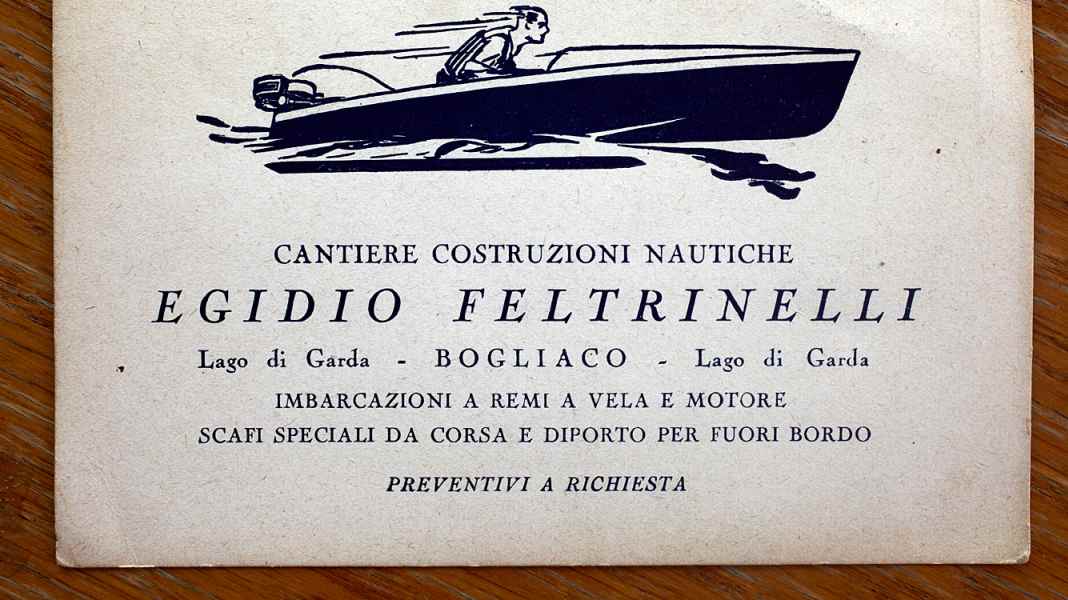 CANTIERE COSTRUZIONI NAUTICHE
EGIDIO FELTRINELLI
Lago di Garda - BOGLIACO - Lago di Garda
IMBARCAZIONI A REMI A VELA E MOTORE
SCAFI SPECIALI DA CORSA E DIPORTO PER FUORI BORDO
PREVENTIVI A RICHIESTA